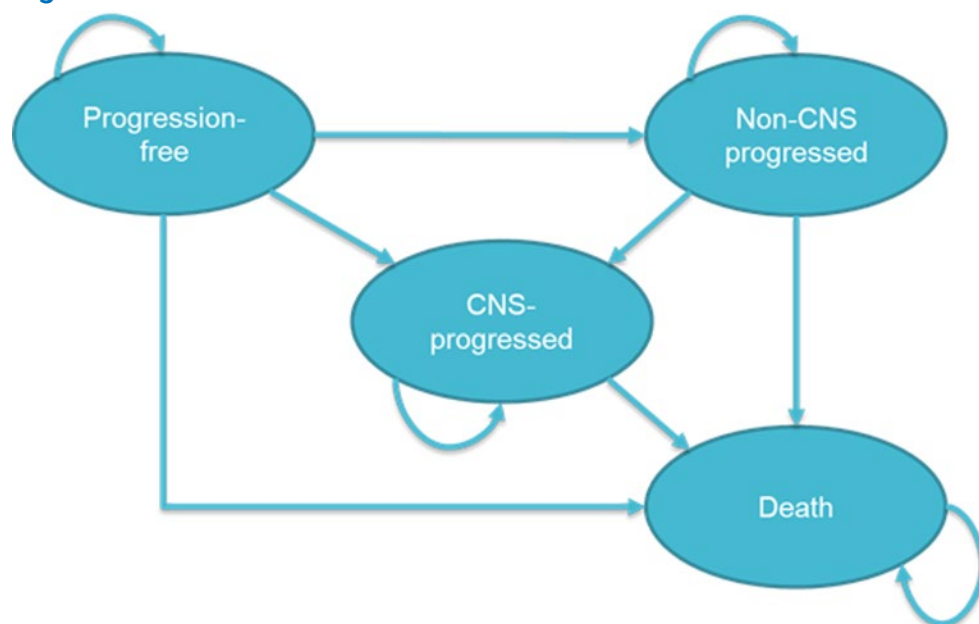 Progression-
free
Non-CNS
progressed
CNS-
progressed
Death